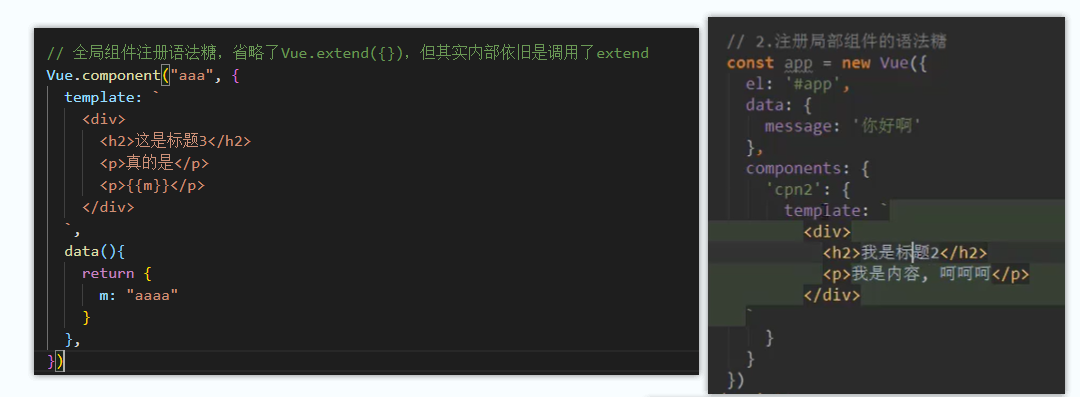 // 全局组件注册语法糖，省略了Vue.extend({})，但其实内部依旧是调用了extend
Vue.component("aaa", {
  template: `
    <div>
      <h2>这是标题3</h2>
      <p>真的是</p>
      <p>{{m}}</p>
    </div>
  `,
  data(){
    return {
      m: "aaaa"
    }
  },
})
// 2.注册局部组件的语法糖
const app = new Vue({
  el: '#app',
  data: {
    message: '你好啊'
  },
  components: {
    'cpn2': {
      template: `
        <div>
          <h2>我是标题2</h2>
          <p>我是内容, 呵呵呵</p>
        </div>
  `
    }
  }
})